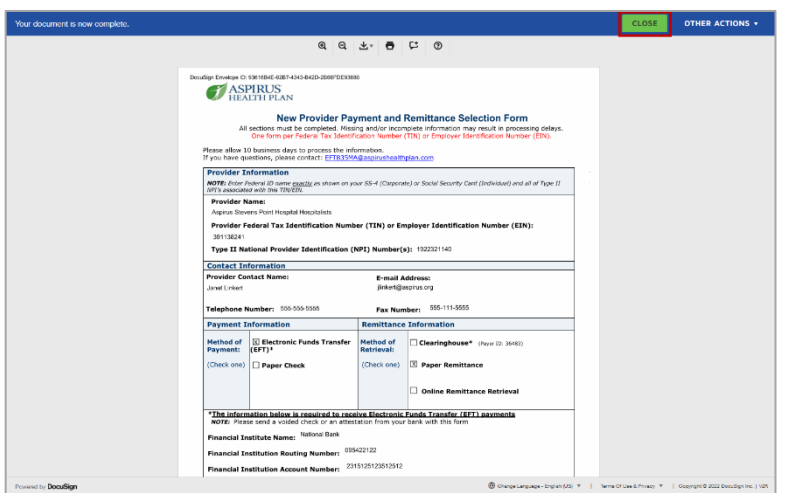 Your document is now complete.
CLOSE
OTHER ACTIONS
DocuSign Envelope ID:
ASPIRUS
HEALTH PLAN
New Provider Payment and Remittance Selection Form
All sections must be completed. Missing and/or incomplete information may result in processing delays.
One form per Federal Tax Identification Number (TIN) or Employer Identification Number (EIN).
Please allow 10 business days to process the information.
If you have questions, please contact: EFT835MA@aspirushealthplan.com
Provider Information
NOTE: Enter Federal ID name exactly as shown on your SS-4 (Corporate) or Social Security Card (Individual) and all of Type II
NPI's associated with this TIN/EIN.
Provider Name:
Aspirus Stevens Point Hospital Hospitalists
Provider Federal Tax Identification Number (TIN) or Employer Identification Number (EIN):
391138241
Type II National Provider Identification (NPI) Number(s): 1922321140
Contact Information
Provider Contact Name: E-mail Address:
Janel Linkert jlinkert@aspirus.org
Telephone Number: 555-555-5555 Fax Number: 555-111-5555
Payment Information Remittance Information
Method of Payment: X Electronic Funds Transfer (EFT)* Method of Retrieval: Clearinghouse* (Payer ID: 36483)
(Check one) Paper Check (Check one) X Paper Remittance
Online Remittance Retrieval
*The information below is required to receive Electronic Funds Transfer (EFT) payments
NOTE: Please send a voided check or an attestation from your bank with this form
Financial Institute Name: National Bank
Financial Institution Routing Number: 095422122
Financial Institution Account Number: 2315125123512512
Powered by DocuSign
Change Language - English (US) | Terms Of Use & Privacy | Copyright © 2022 DocuSign Inc. | V2R